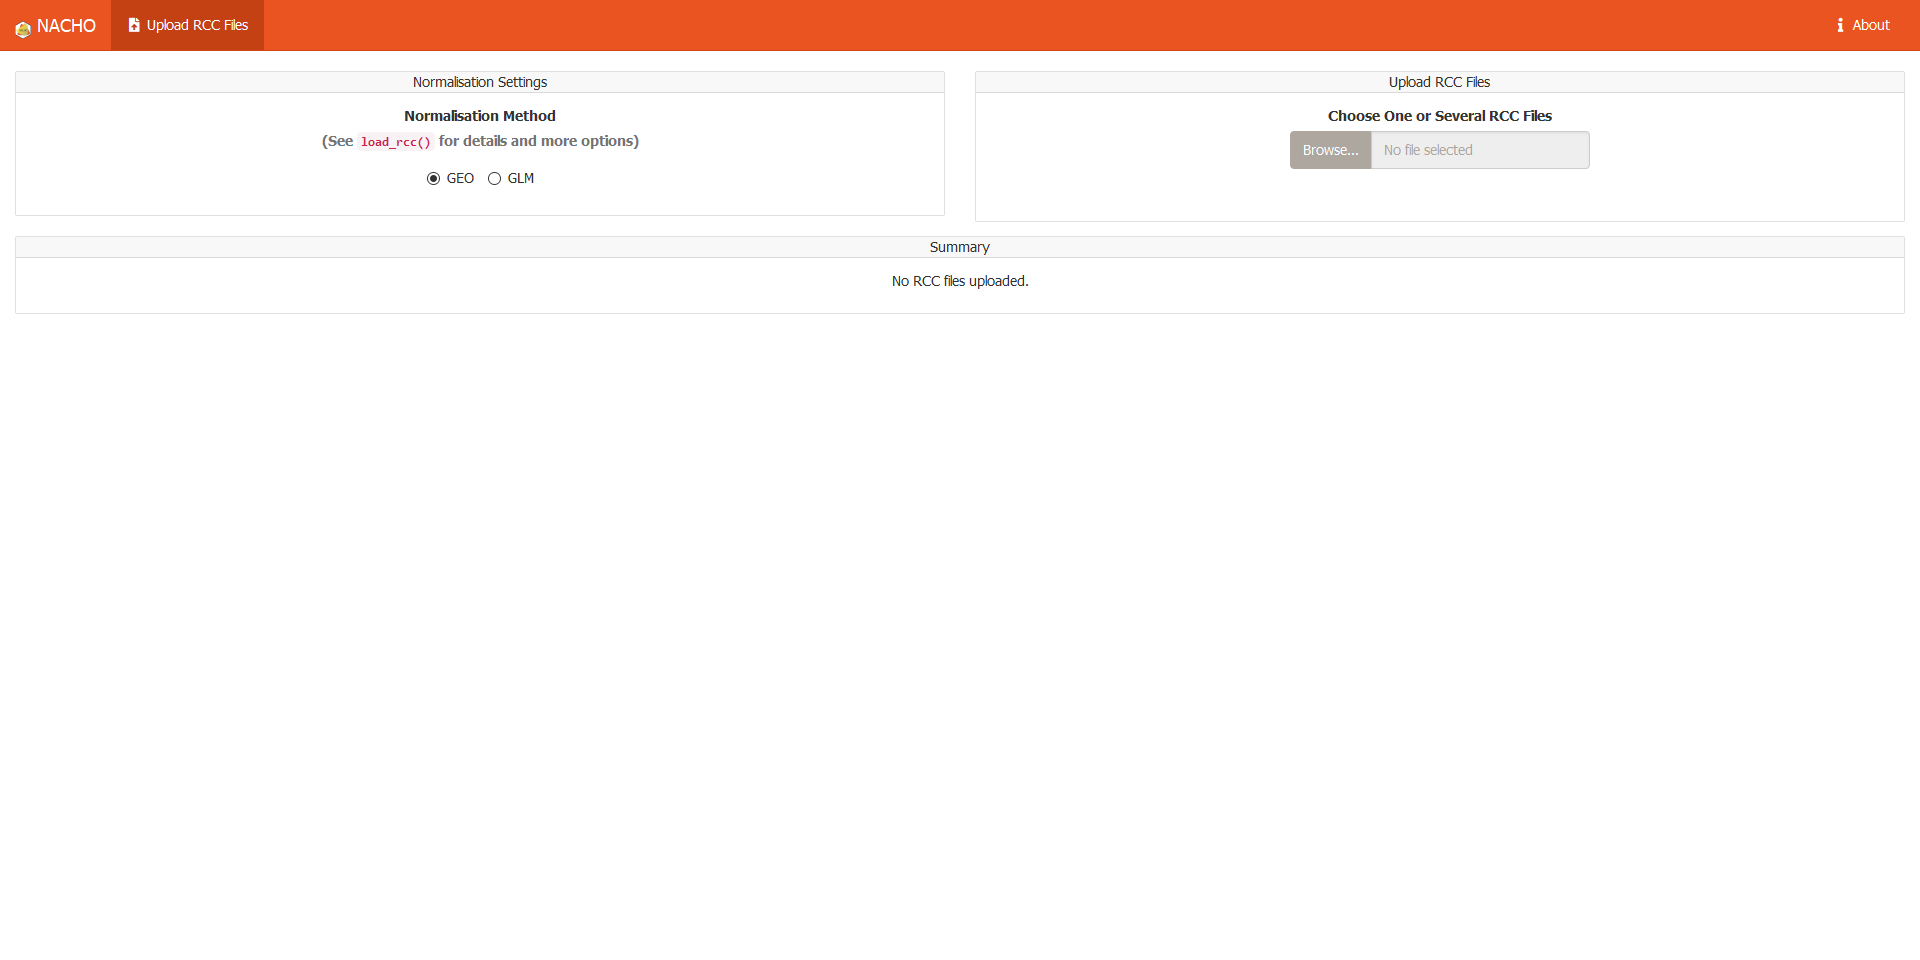 NACHO
Upload RCC Files
About
Normalisation Settings
Normalisation Method
(See load_rcc() for details and more options)
GEO GLM
Upload RCC Files
Choose One or Several RCC Files
Browse... No file selected
Summary
No RCC files uploaded.